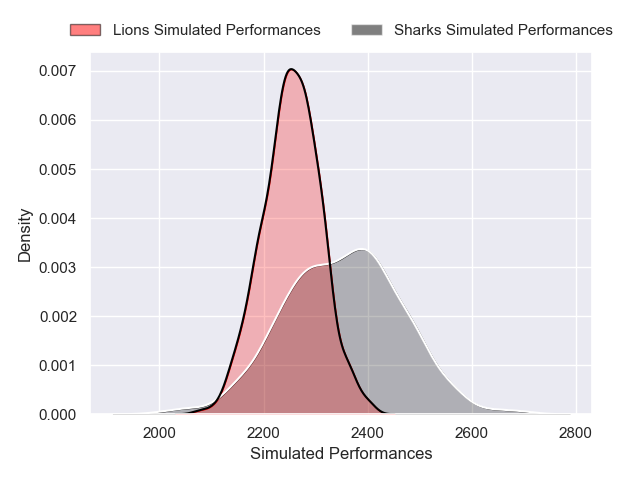 Lions Simulated Performances Sharks Simulated Performances
0.007
0.006
0.005
0.004
0.003
0.002
0.001
0.000
Density
2000 2200 2400 2600 2800
Simulated Performances